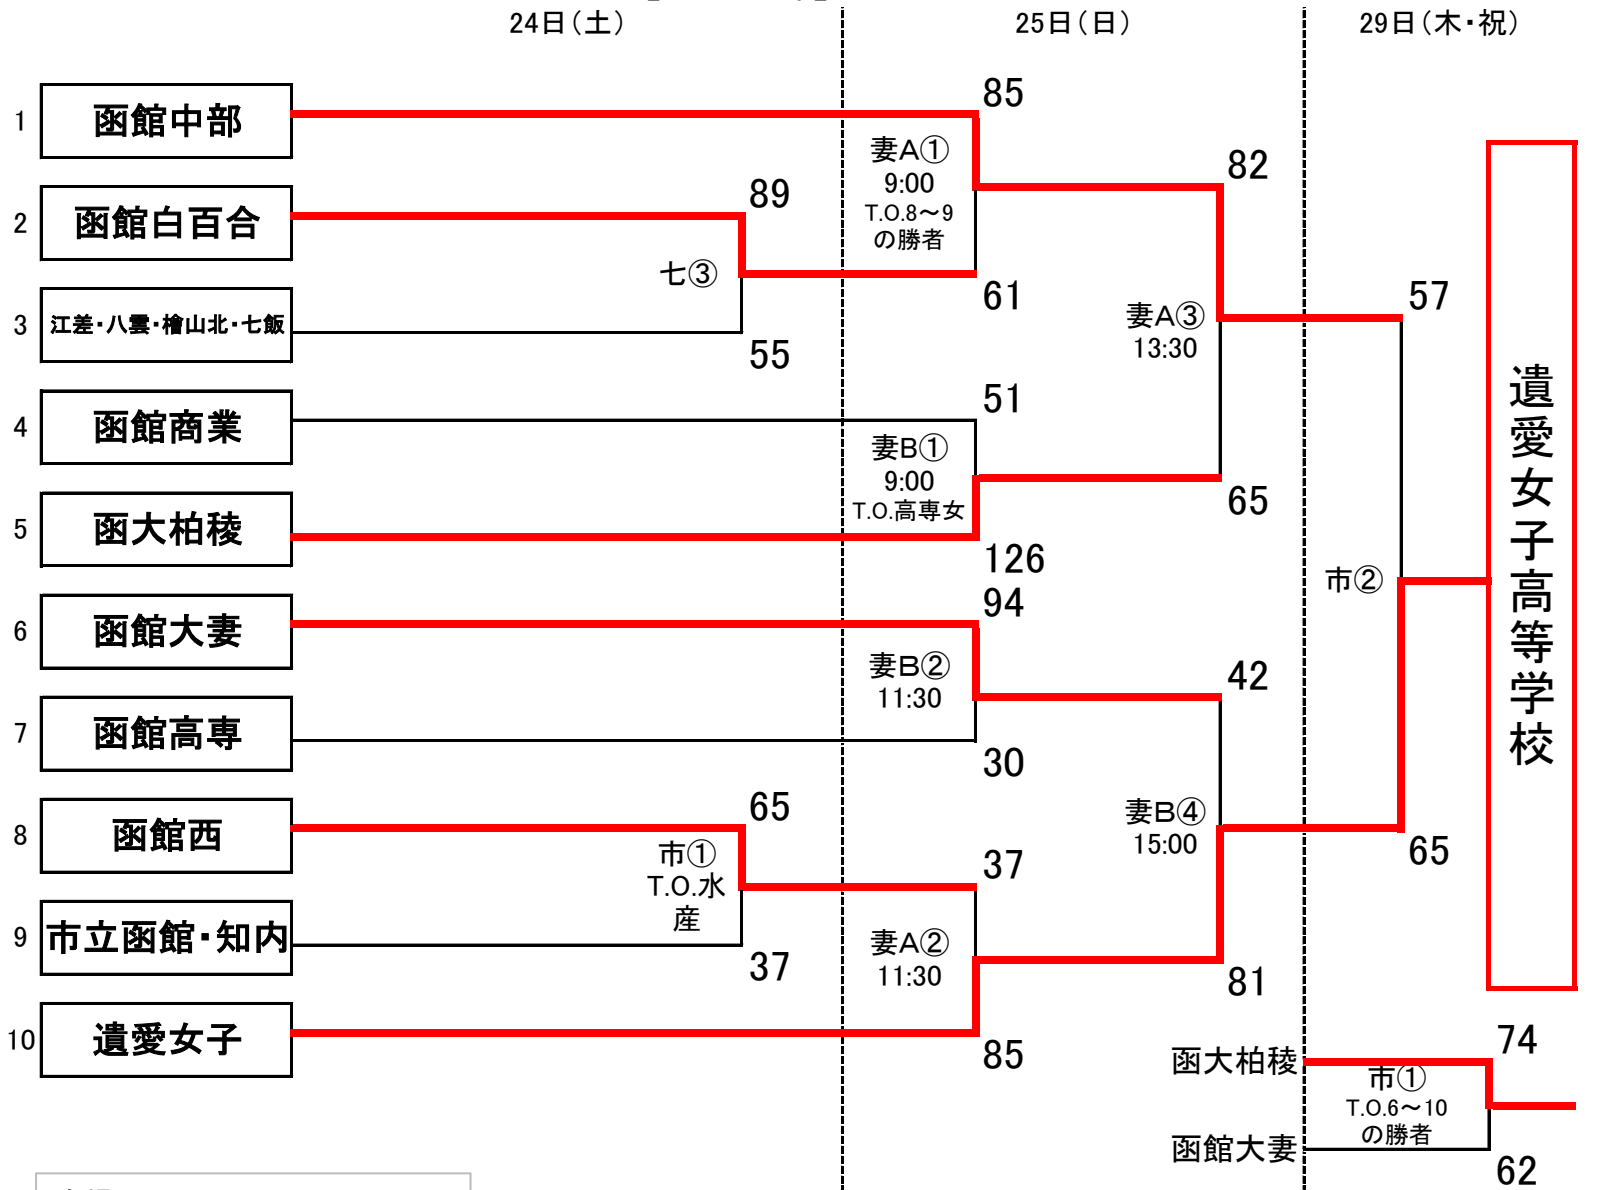 24日(土)
25日(日)
29日(木・祝)
1
函館中部
2
函館白百合
3
江差・八雲・檜山北・七飯
4
函館商業
5
函大柏稜
6
函館大妻
7
函館高専
8
函館西
9
市立函館・知内
10
遺愛女子
89
七③
55
65
市①
T.O.水
産
37
85
妻A①
9:00
T.O.8～9
の勝者
61
51
妻B①
9:00
T.O.高専女
126
94
妻B②
11:30
30
37
妻A②
11:30
85
82
妻A③
13:30
65
42
妻B④
15:00
81
57
市②
65
遺愛女子高等学校
函大柏稜
74
市①
T.O.6～10
の勝者
函館大妻
62